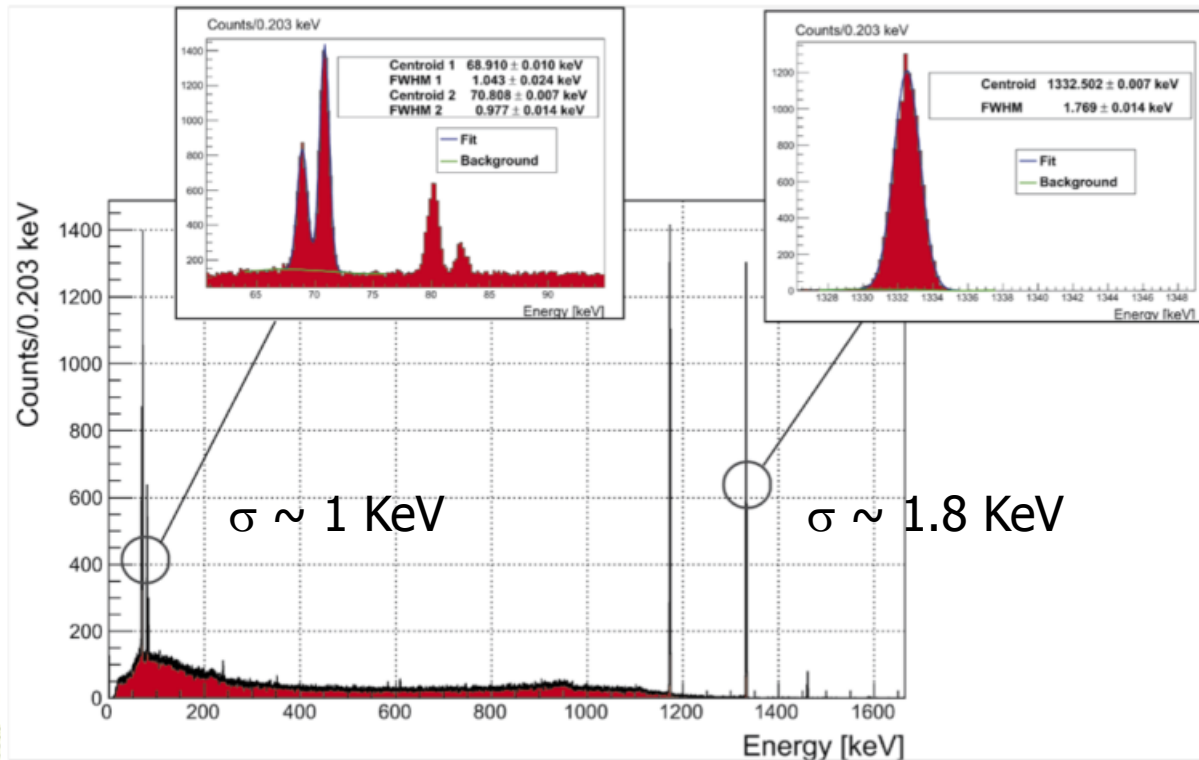 Counts/0.203 keV
1400
1200
1000
800
600
400
200
65
70
75
80
85
90
Energy [keV]
Centroid 1 68.910 ± 0.010 keV
FWHM 1 1.043 ± 0.024 keV
Centroid 2 70.808 ± 0.007 keV
FWHM 2 0.977 ± 0.014 keV
Fit
Background
Counts/0.203 keV
1200
1000
800
600
400
200
0
1328
1330
1332
1334
1336
1338
1340
1342
1344
1346
1348
Energy [keV]
Centroid 1332.502 ± 0.007 keV
FWHM 1.769 ± 0.014 keV
Fit
Background
Counts/0.203 keV
1400
1200
1000
800
600
400
200
0
σ ~ 1 KeV
σ ~ 1.8 KeV
0
200
400
600
800
1000
1200
1400
1600
Energy [keV]